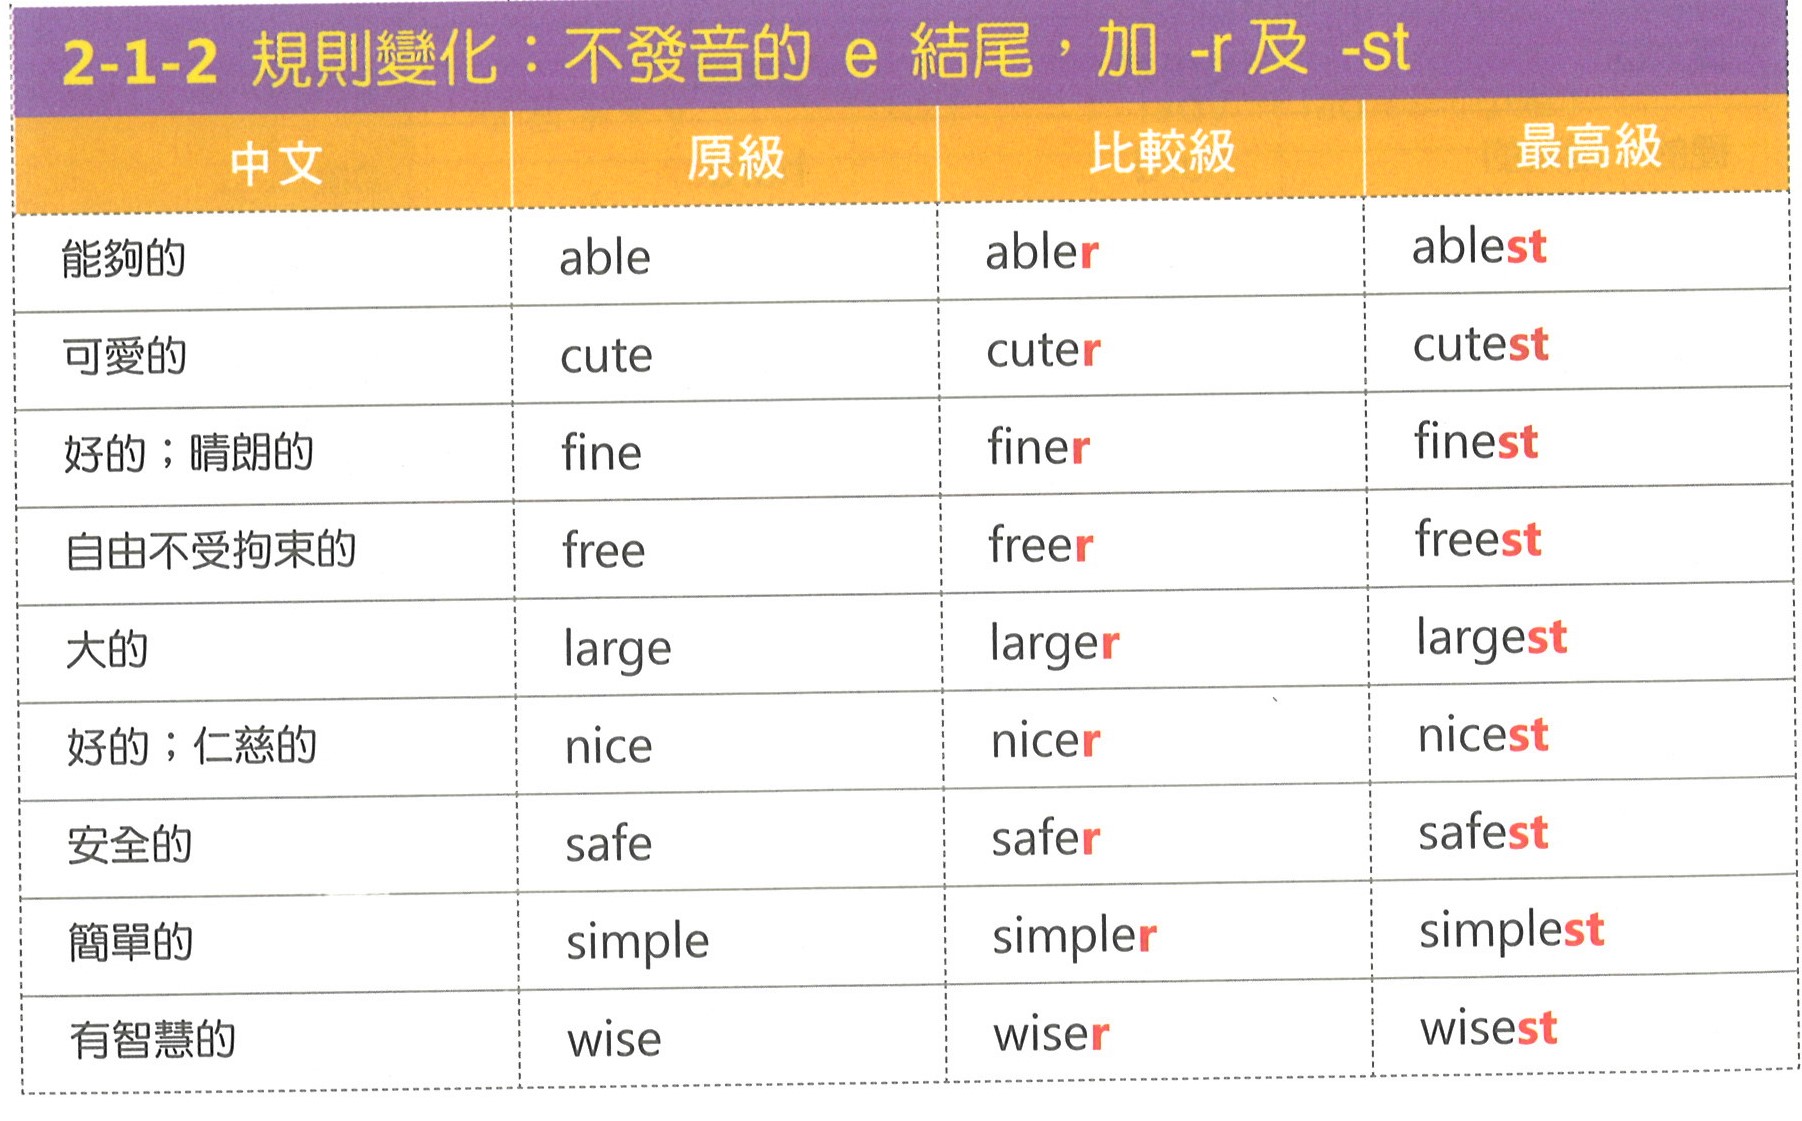 2-1-2 規則變化：不發音的 e 結尾，加 -r 及 -st
中文 原級 比較級 最高級
能夠的 able abler ablest
可愛的 cute cuter cutest
好的；晴朗的 fine finer finest
自由不受拘束的 free freer freest
大的 large larger largest
好的；仁慈的 nice nicer nicest
安全的 safe safer safest
簡單的 simple simpler simplest
有智慧的 wise wiser wisest